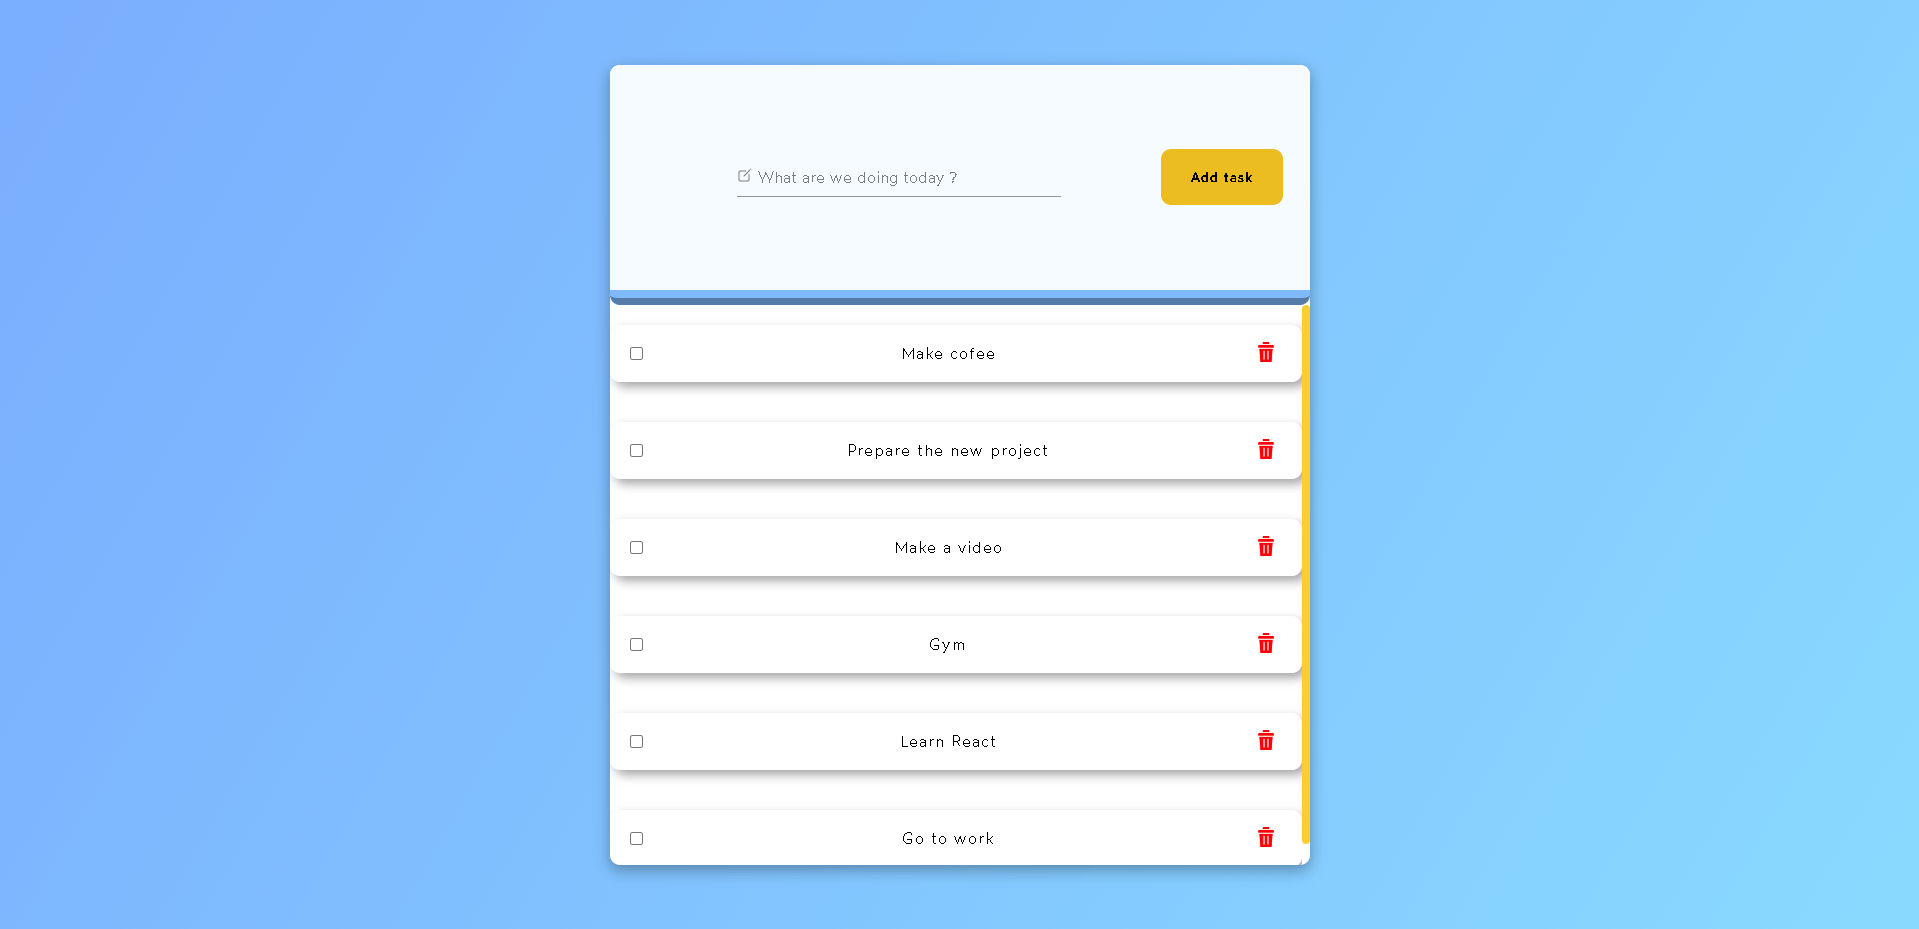 What are we doing today ?
Add task
Make cofee
Prepare the new project
Make a video
Gym
Learn React
Go to work